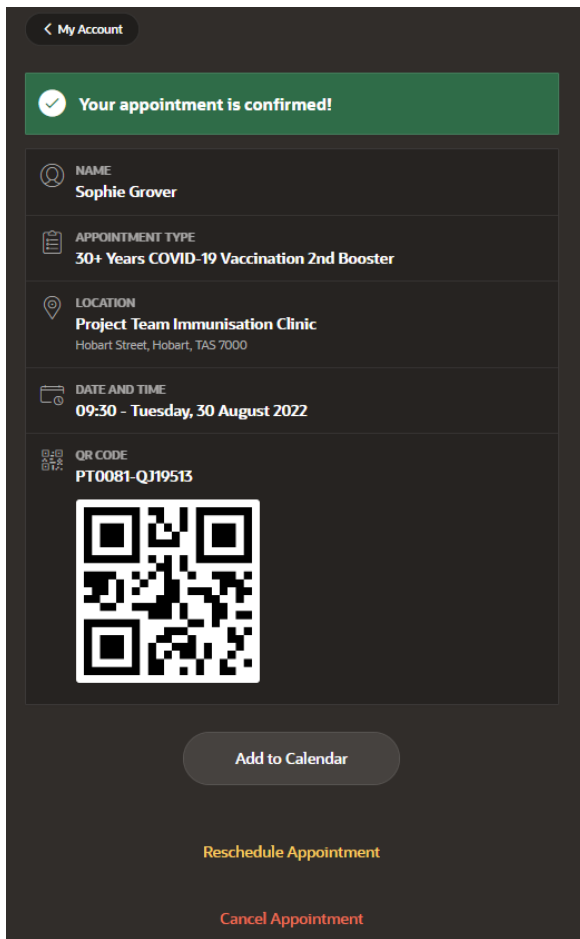 My Account
Your appointment is confirmed!
NAME
Sophie Grover
APPOINTMENT TYPE
30+ Years COVID-19 Vaccination 2nd Booster
LOCATION
Project Team Immunisation Clinic
Hobart Street, Hobart, TAS 7000
DATE AND TIME
09:30 - Tuesday, 30 August 2022
QR CODE
PT0081-QJ19513
Add to Calendar
Reschedule Appointment
Cancel Appointment